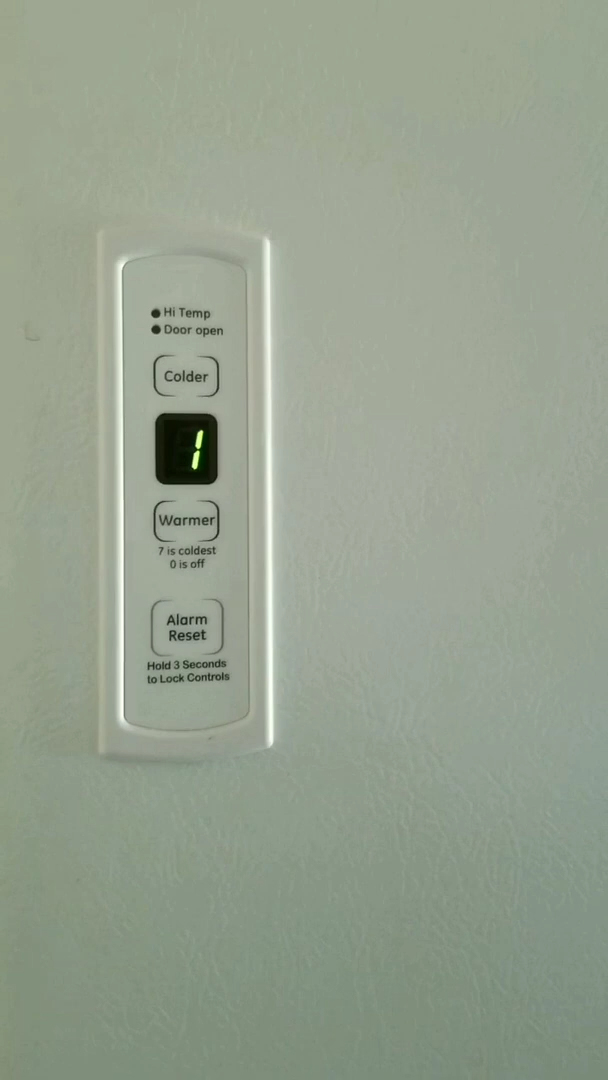 Hi Temp
Door open
Colder
1
Warmer
7 is coldest
0 is off
Alarm
Reset
Hold 3 Seconds
to Lock Controls